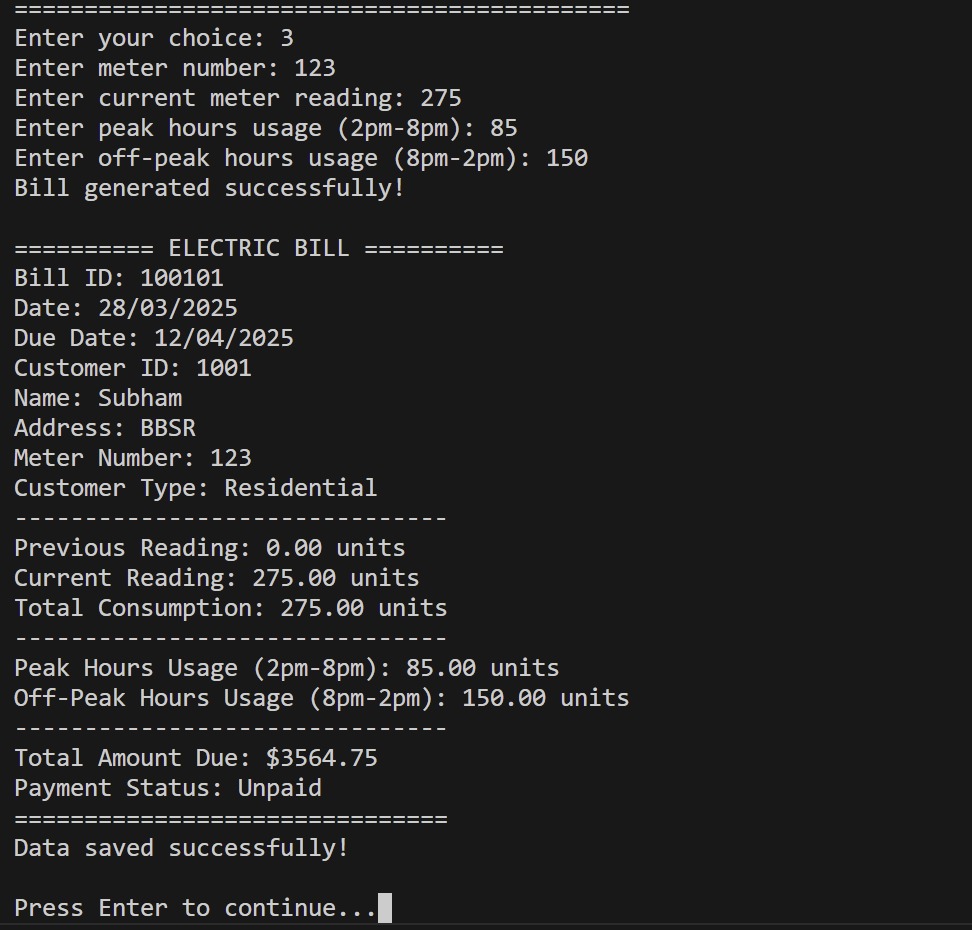 ============================================
Enter your choice: 3
Enter meter number: 123
Enter current meter reading: 275
Enter peak hours usage (2pm-8pm): 85
Enter off-peak hours usage (8pm-2pm): 150
Bill generated successfully!

========== ELECTRIC BILL ==========
Bill ID: 100101
Date: 28/03/2025
Due Date: 12/04/2025
Customer ID: 1001
Name: Subham
Address: BBSR
Meter Number: 123
Customer Type: Residential
-------------------------------
Previous Reading: 0.00 units
Current Reading: 275.00 units
Total Consumption: 275.00 units
-------------------------------
Peak Hours Usage (2pm-8pm): 85.00 units
Off-Peak Hours Usage (8pm-2pm): 150.00 units
-------------------------------
Total Amount Due: $3564.75
Payment Status: Unpaid
===============================
Data saved successfully!

Press Enter to continue...